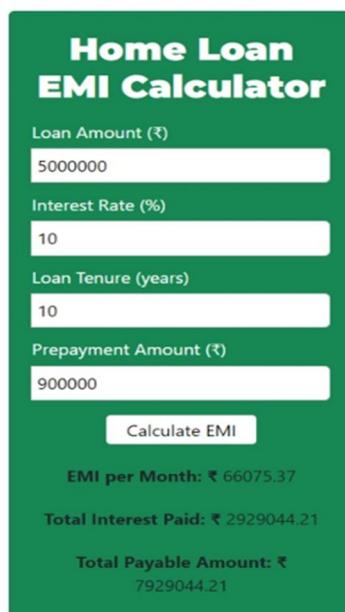 Home Loan
EMI Calculator
Loan Amount (₹)
5000000
Interest Rate (%)
10
Loan Tenure (years)
10
Prepayment Amount (₹)
900000
Calculate EMI
EMI per Month: ₹ 66075.37
Total Interest Paid: ₹ 2929044.21
Total Payable Amount: ₹
7929044.21